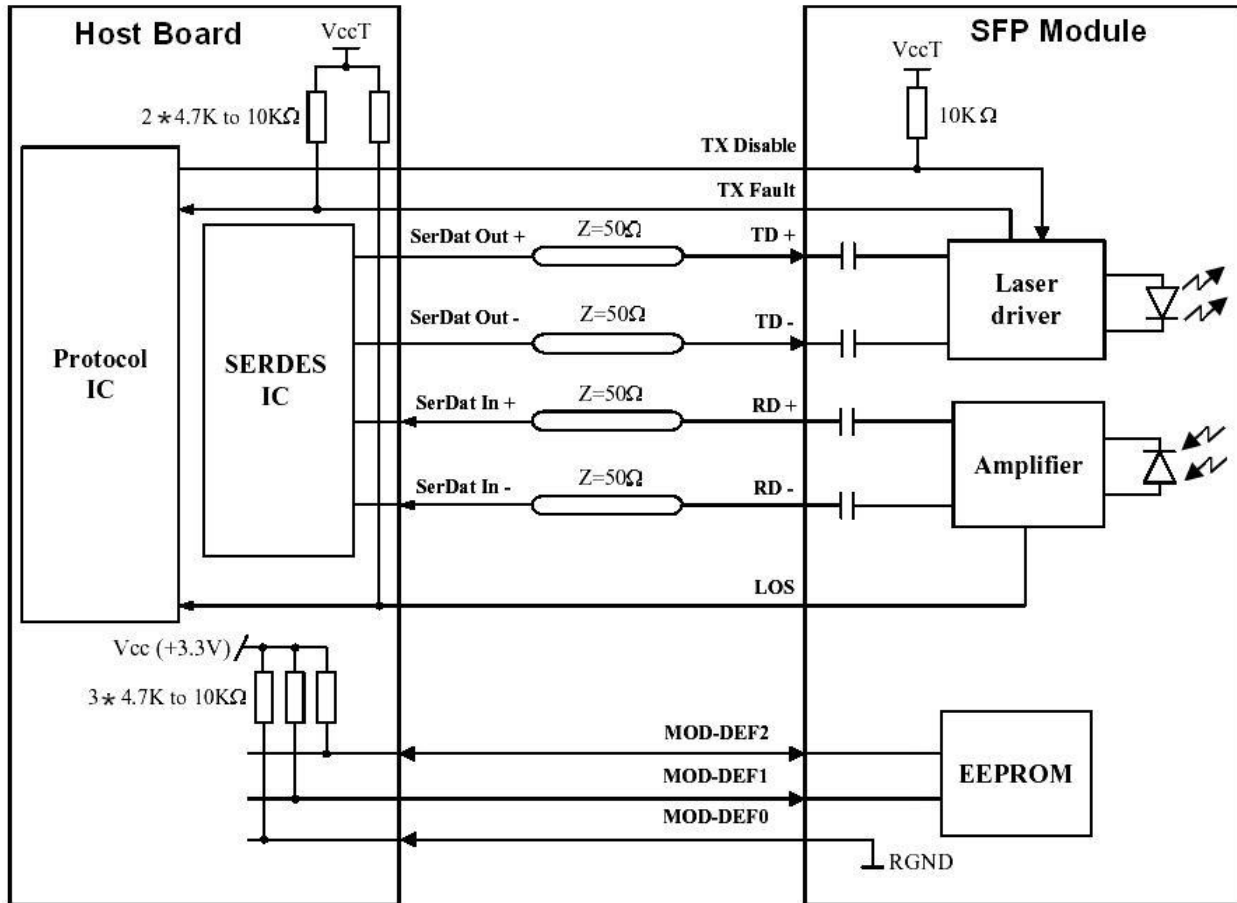 Host Board
SFP Module
VccT
VccT
2 * 4.7K to 10KΩ
10K Ω
TX Disable
TX Fault
SerDat Out +
Z=50Ω
TD +
SerDat Out -
Z=50Ω
TD -
Laser
driver
Protocol
IC
SERDES
IC
SerDat In +
Z=50Ω
RD +
SerDat In -
Z=50Ω
RD -
Amplifier
LOS
Vcc (+3.3V)
3 * 4.7K to 10KΩ
MOD-DEF2
MOD-DEF1
MOD-DEF0
EEPROM
RGND